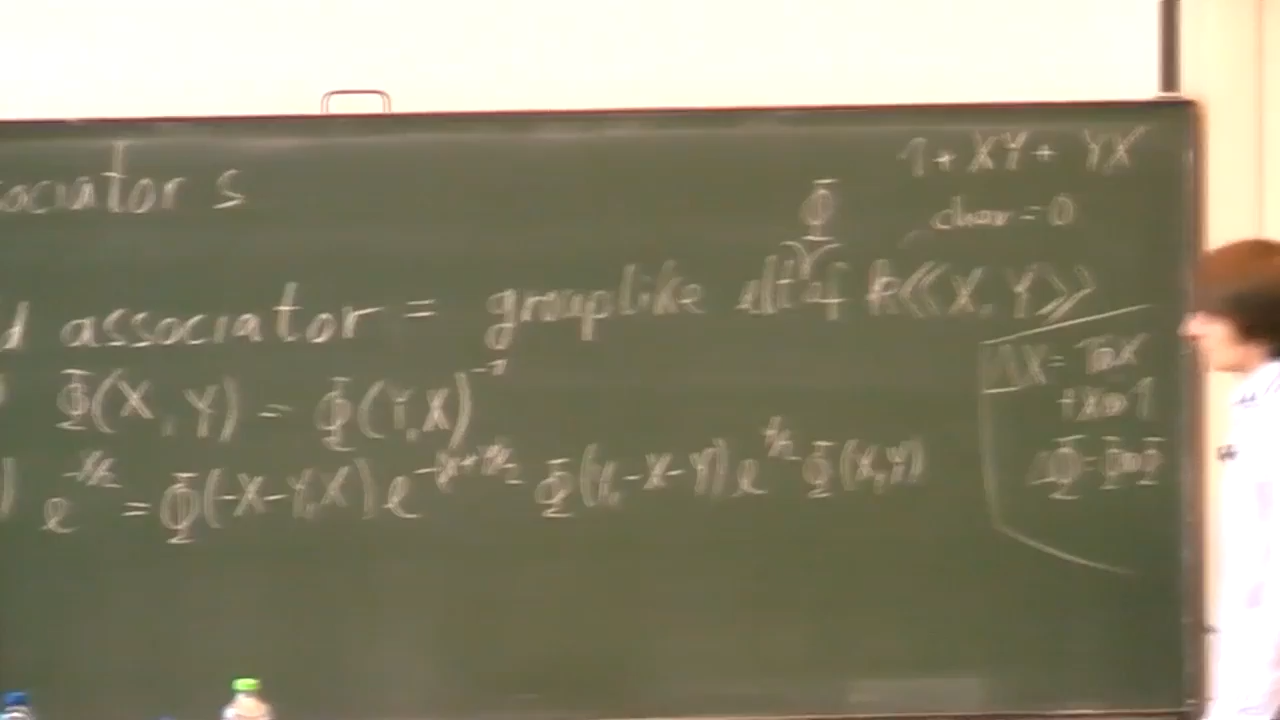 ociator s
1 + XY + YX
Φ
char = 0
d associator = grouplike elt of k⟨⟨X, Y⟩⟩
) Φ(X, Y) = Φ(Y, X)⁻¹
ΔX = 1⊗X
+X⊗1
) e = Φ(-X-Y, X) e Φ(Y, -X-Y) e Φ(X, Y)
ΔΦ = Φ⊗Φ